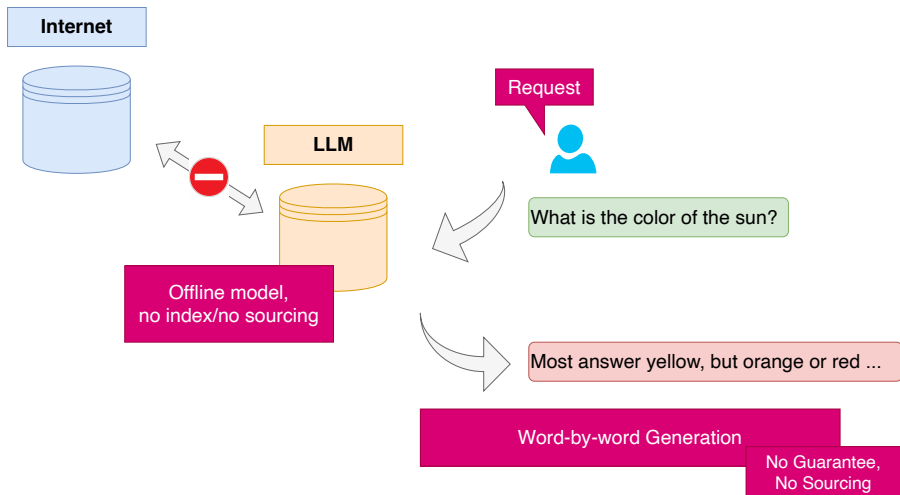 Internet
Request
LLM
What is the color of the sun?
Offline model,
no index/no sourcing
Most answer yellow, but orange or red ...
Word-by-word Generation
No Guarantee,
No Sourcing